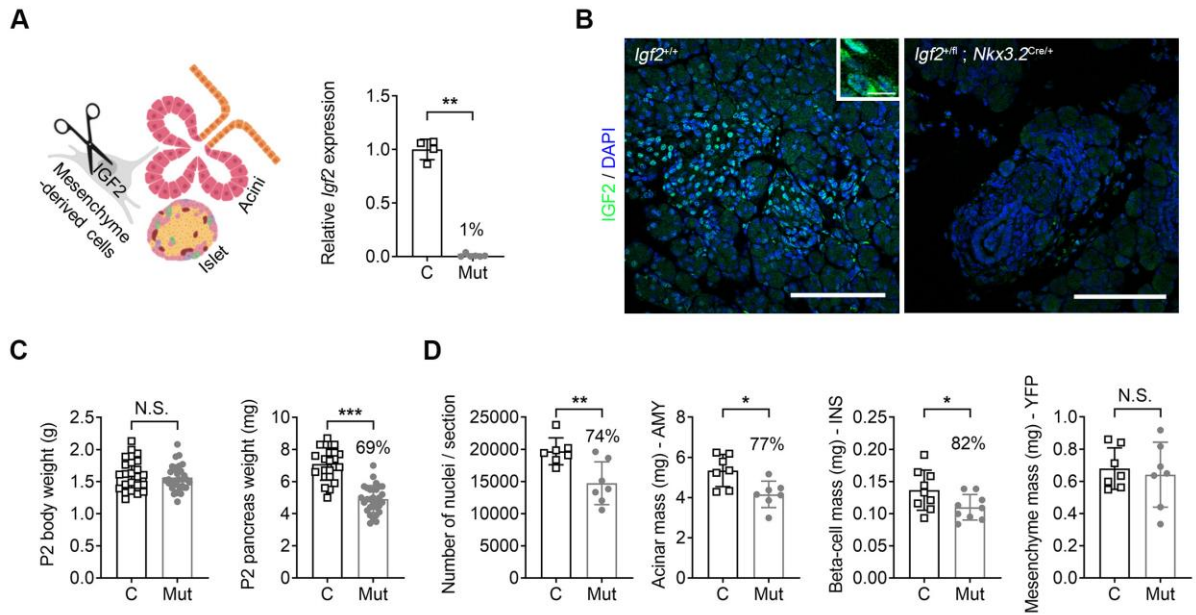 A
IGF2
Mesenchyme
-derived cells
Acini
Islet
Relative Igf2 expression
1.5
1.0
0.5
0.0
**
1%
C Mut
B
IGF2 / DAPI
Igf2+/+
Igf2+/fl ; Nkx3.2Cre/+
C
P2 body weight (g)
2.5
2.0
1.5
1.0
0.5
0.0
N.S.
C Mut
P2 pancreas weight (mg)
10
8
6
4
2
0
***
69%
C Mut
D
Number of nuclei / section
25000
20000
15000
10000
5000
0
**
74%
C Mut
Acinar mass (mg) - AMY
8
6
4
2
0
*
77%
C Mut
Beta-cell mass (mg) - INS
0.25
0.20
0.15
0.10
0.05
0.00
*
82%
C Mut
Mesenchyme mass (mg) - YFP
1.0
0.8
0.6
0.4
0.2
0.0
N.S.
C Mut